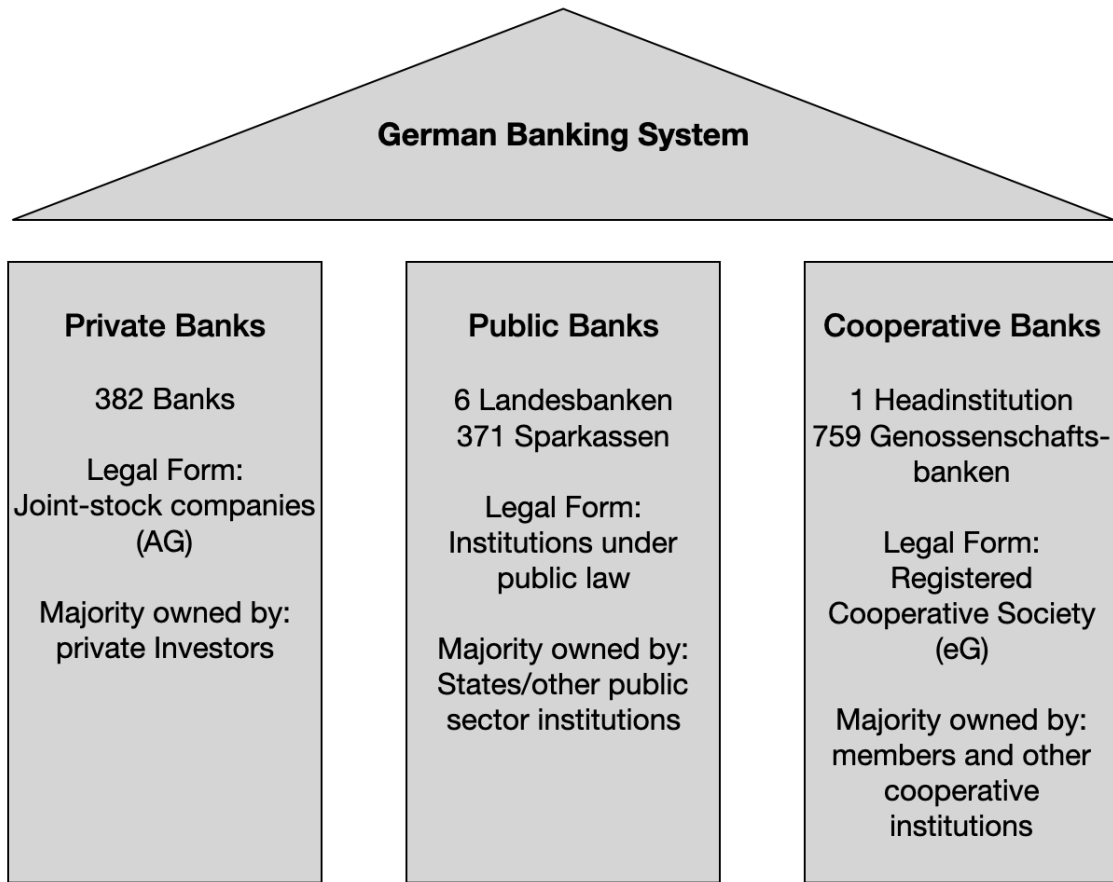 German Banking System
Private Banks
382 Banks
Legal Form:
Joint-stock companies
(AG)
Majority owned by:
private Investors
Public Banks
6 Landesbanken
371 Sparkassen
Legal Form:
Institutions under
public law
Majority owned by:
States/other public
sector institutions
Cooperative Banks
1 Headinstitution
759 Genossenschafts-
banken
Legal Form:
Registered
Cooperative Society
(eG)
Majority owned by:
members and other
cooperative
institutions